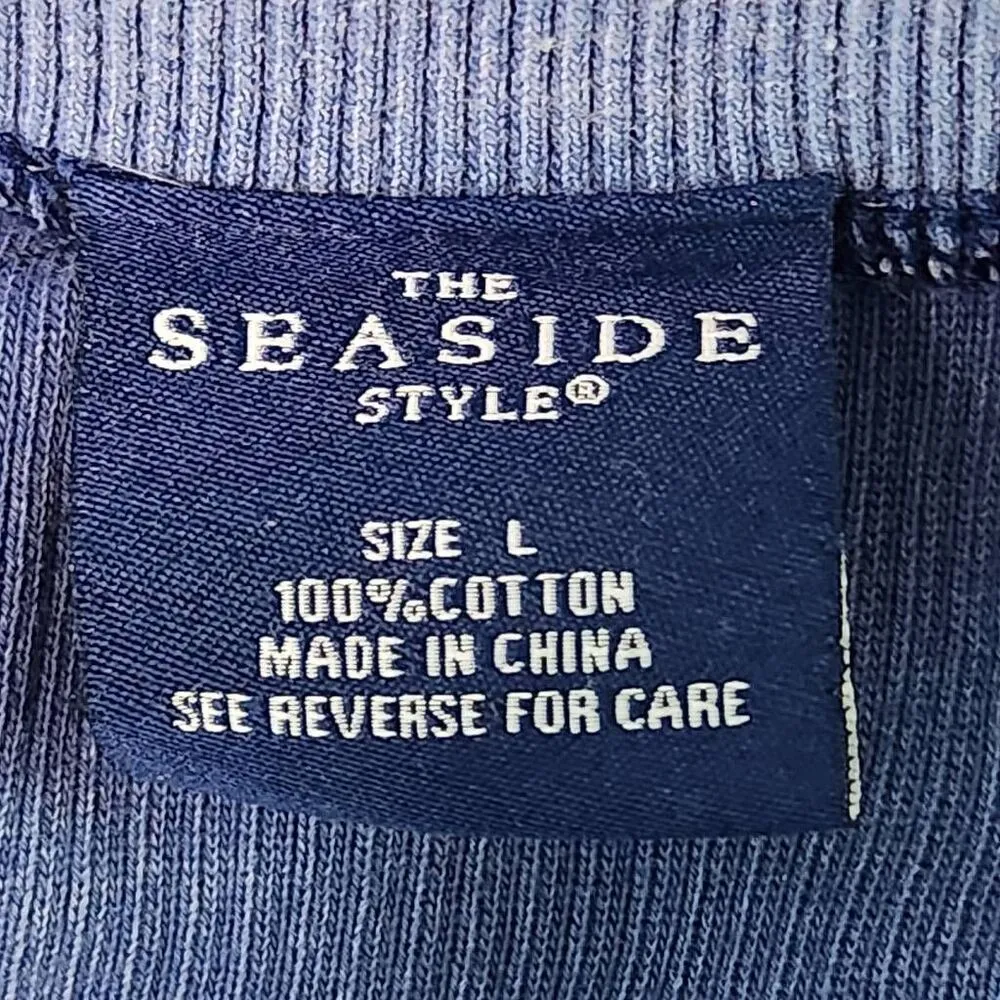 THE
SEASIDE
STYLE®
SIZE L
100% COTTON
MADE IN CHINA
SEE REVERSE FOR CARE